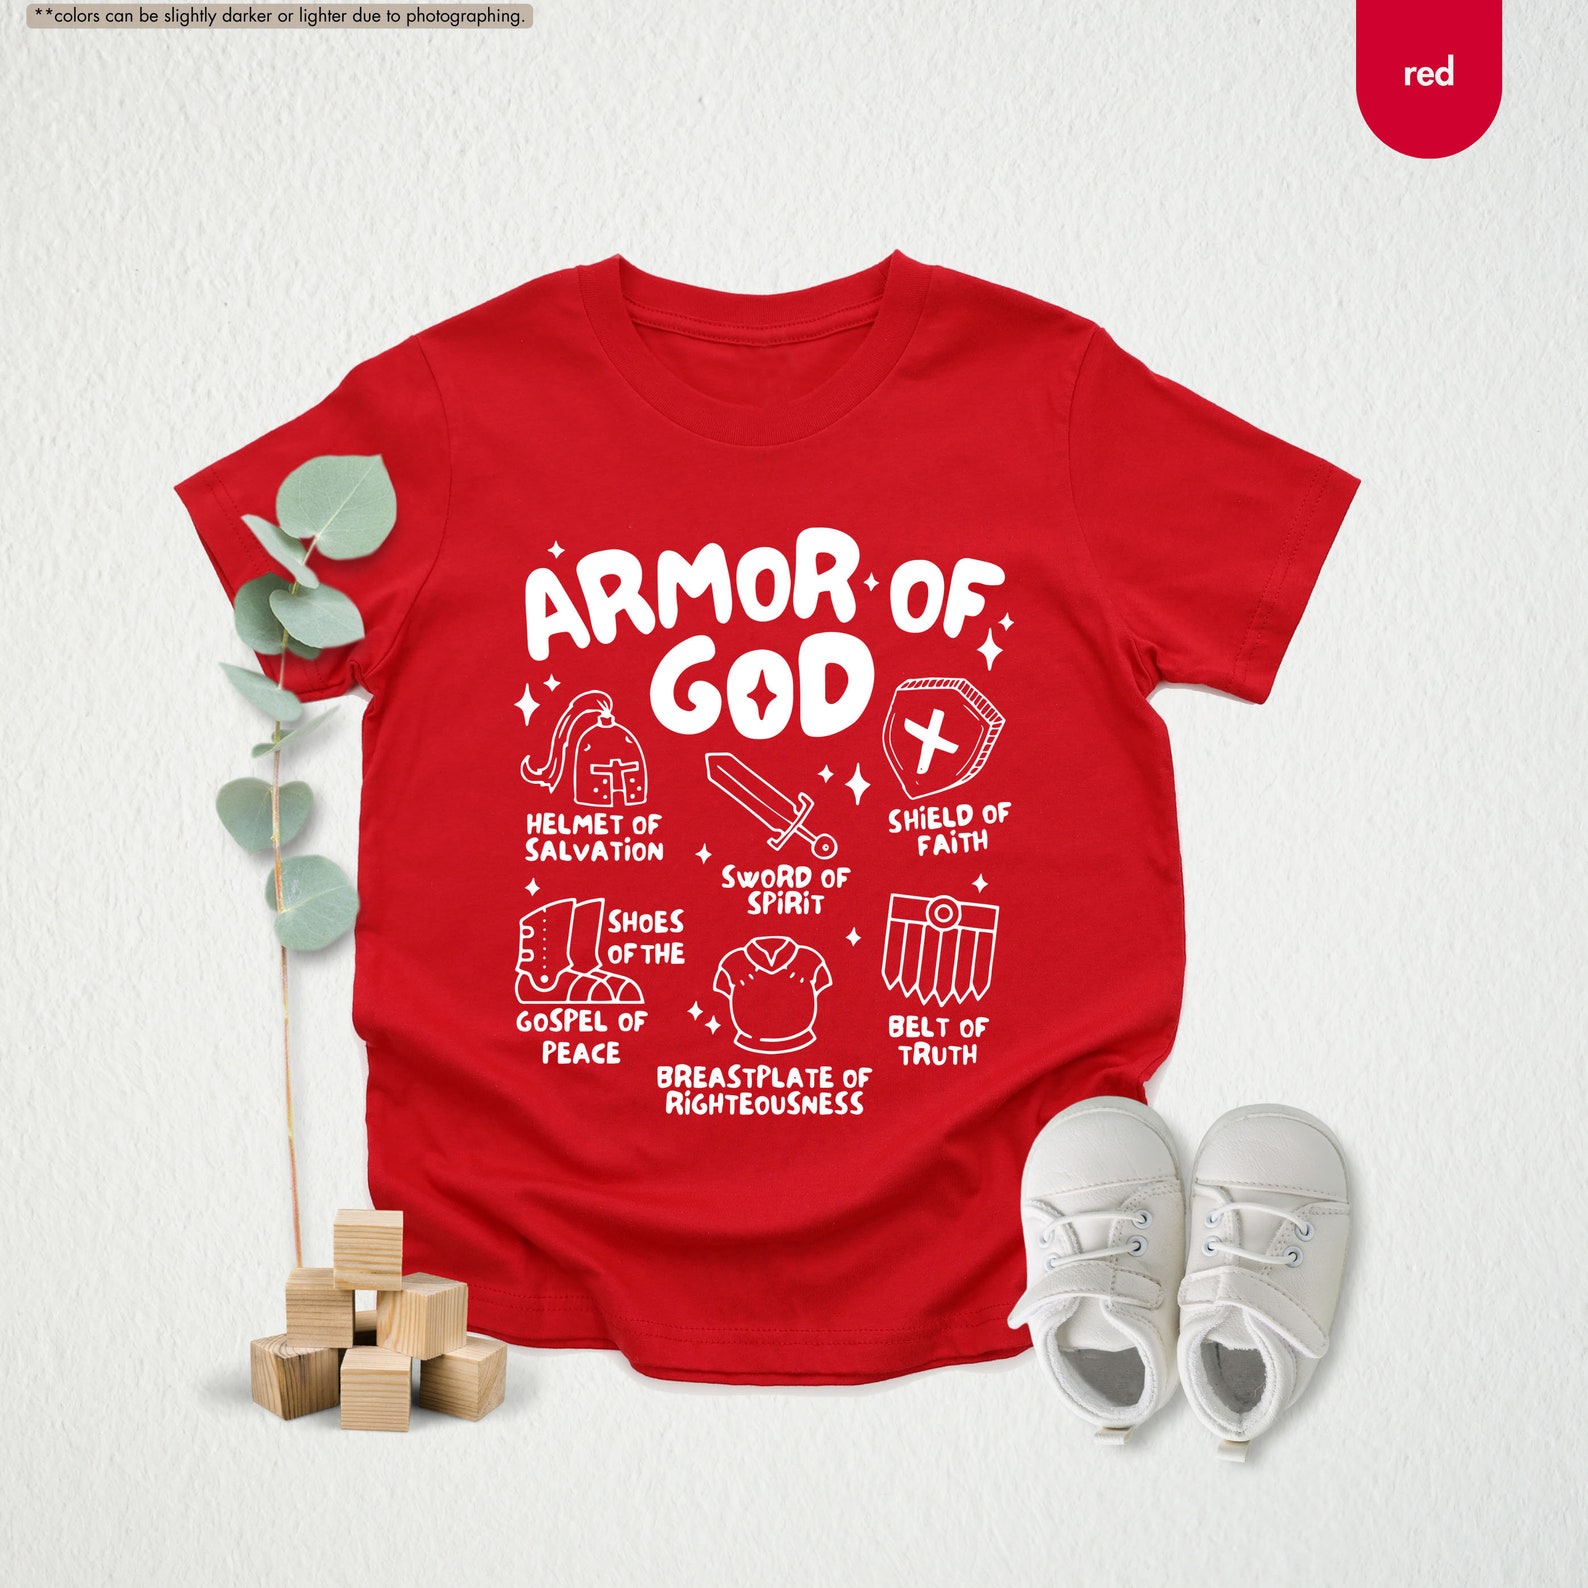 **colors can be slightly darker or lighter due to photographing.
red
ARMOR OF
GOD
HELMET OF
SALVATION
SWORD OF
SPIRIT
SHIELD OF
FAITH
SHOES
OF THE
GOSPEL OF
PEACE
BREASTPLATE OF
RIGHTEOUSNESS
BELT OF
TRUTH